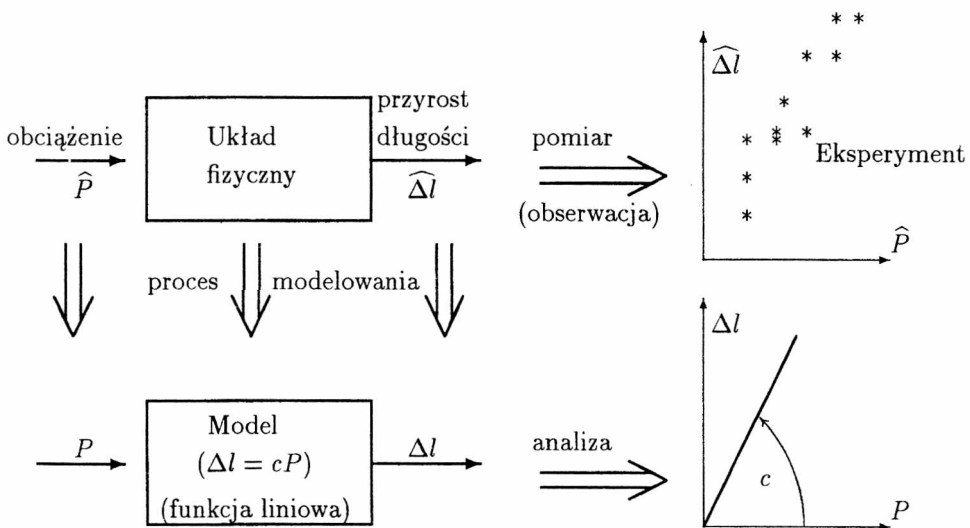 obciążenie
P̂
Układ
fizyczny
przyrost
długości
Δl̂
pomiar
(obserwacja)
Δl̂
Eksperyment
P̂
proces modelowania
P
Model
(Δl = cP)
(funkcja liniowa)
Δl
analiza
Δl
c
P